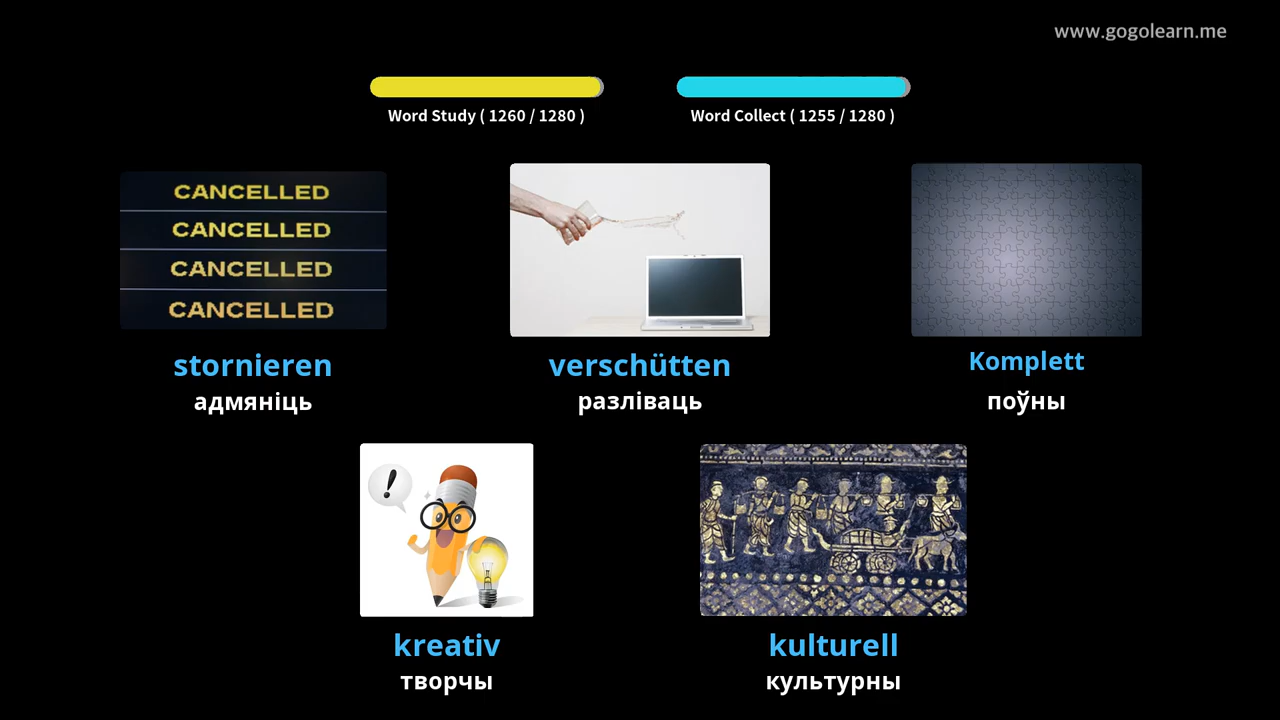 www.gogolearn.me
Word Study ( 1260 / 1280 )
Word Collect ( 1255 / 1280 )
CANCELLED
CANCELLED
CANCELLED
CANCELLED
stornieren
адмяніць
verschütten
разліваць
Komplett
поўны
!
kreativ
творчы
kulturell
культурны